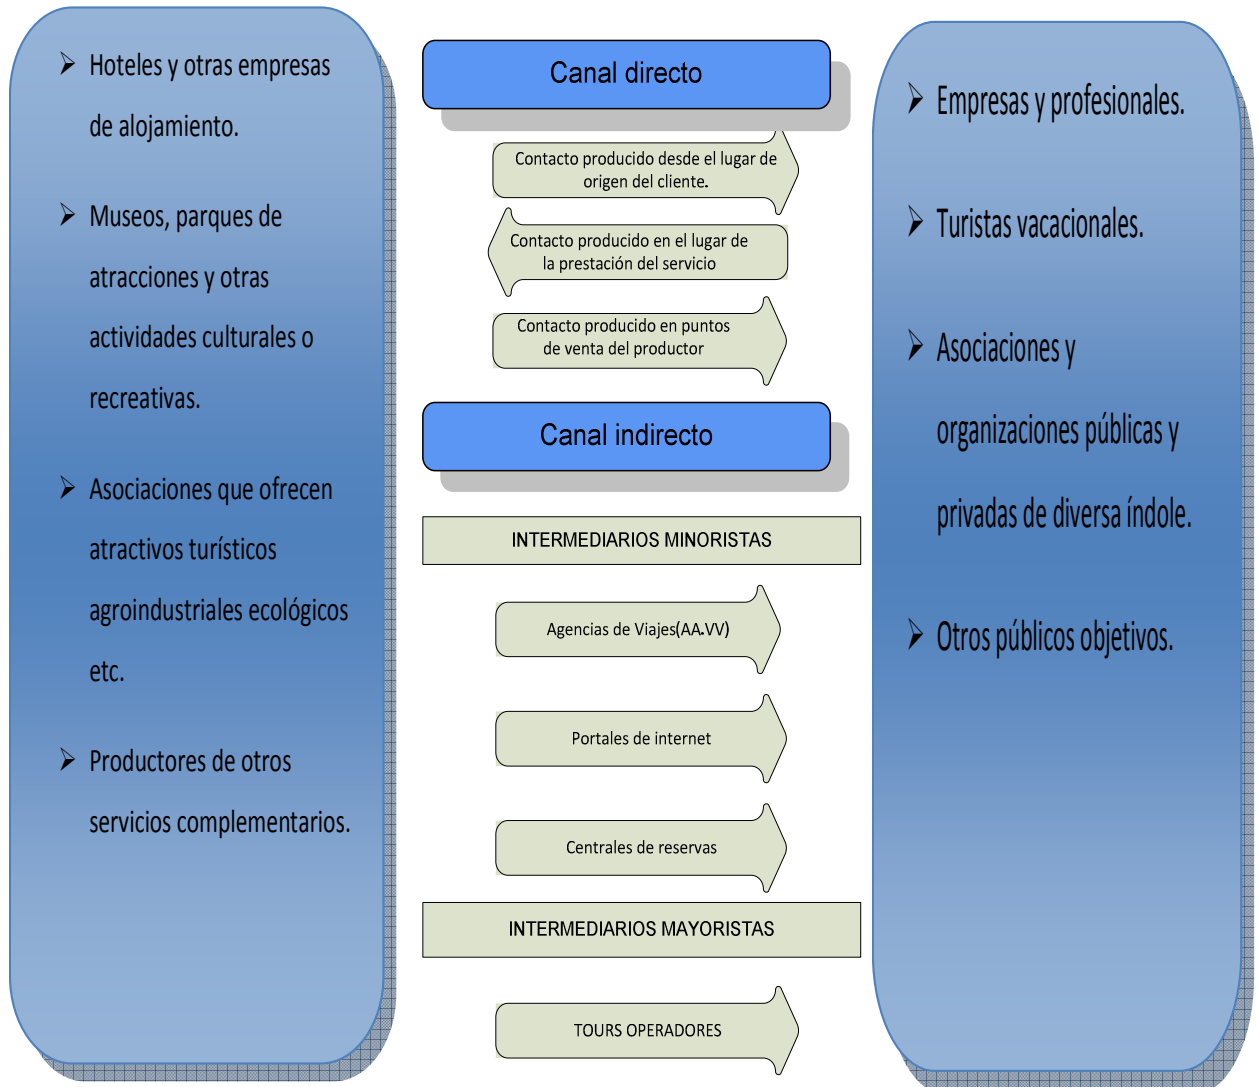 Hoteles y otras empresas
de alojamiento.
Museos, parques de
atracciones y otras
actividades culturales o
recreativas.
Asociaciones que ofrecen
atractivos turísticos
agroindustriales ecológicos
etc.
Productores de otros
servicios complementarios.
Canal directo
Contacto producido desde el lugar de
origen del cliente.
Contacto producido en el lugar de
la prestación del servicio
Contacto producido en puntos
de venta del productor
Canal indirecto
INTERMEDIARIOS MINORISTAS
Agencias de Viajes(AA.VV)
Portales de internet
Centrales de reservas
INTERMEDIARIOS MAYORISTAS
TOURS OPERADORES
Empresas y profesionales.
Turistas vacacionales.
Asociaciones y
organizaciones públicas y
privadas de diversa índole.
Otros públicos objetivos.